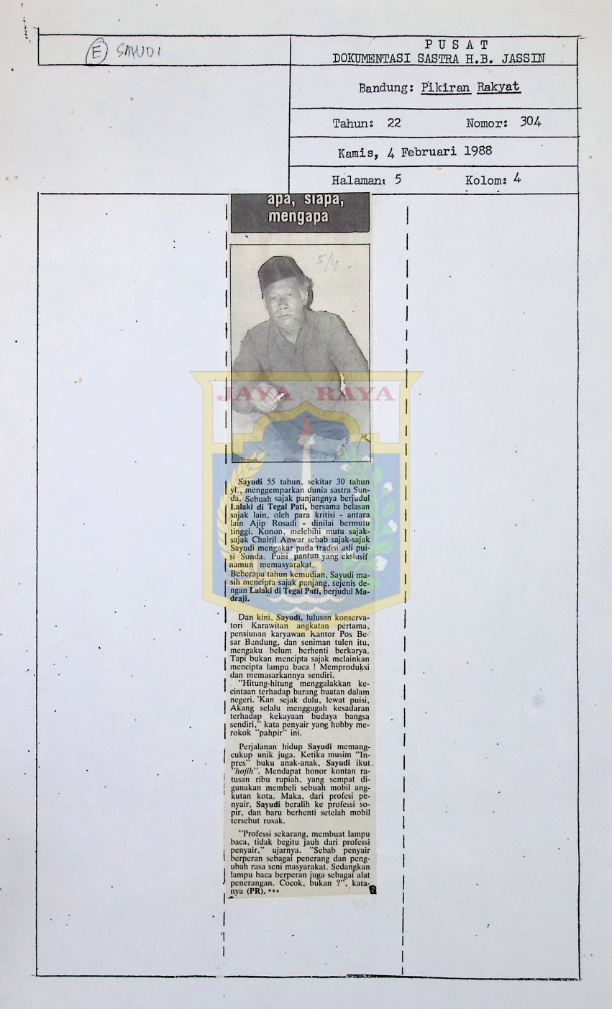 E SAYUDI
PUSAT
DOKUMENTASI SASTRA H.B. JASSIN
Bandung: Pikiran Rakyat
Tahun: 22 Nomor: 304
Kamis, 4 Februari 1988
Halaman: 5 Kolom: 4
apa, siapa,
mengapa
5/4
JAYA RAYA
Sayudi 55 tahun, sekitar 30 tahun
yl., menggemparkan dunia sastra Sun-
da. Sebuah sajak panjangnya berjudul
Lalaki di Tegal Pati, bersama belasan
sajak lain, oleh para kritisi - antara
lain Ajip Rosadi - dinilai bermutu
tinggi. Konon, melebihi mutu sajak-
sajak Chairil Anwar sebab sajak-sajak
Sayudi mengakar pada tradisi asli pui-
si Sunda. Puisi pantun yang ekslusif
namun memasyarakat.
Beberapa tahun kemudian, Sayudi ma-
sih mencipta sajak panjang, sejenis de-
ngan Lalaki di Tegal Pati, berjudul Ma-
draji.
Dan kini, Sayudi, lulusan konserva-
tori Karawitan angkatan pertama,
pensiunan karyawan Kantor Pos Be-
sar Bandung, dan seniman tulen itu,
mengaku belum berhenti berkarya.
Tapi bukan mencipta sajak melainkan
mencipta lampu baca ! Memproduksi
dan memasarkannya sendiri.
"Hitung-hitung menggalakkan ke-
cintaan terhadap barang buatan dalam
negeri. 'Kan sejak dulu, lewat puisi,
Akang selalu menggugah kesadaran
terhadap kekayaan budaya bangsa
sendiri," kata penyair yang hobby me-
rokok "pahpir" ini.
Perjalanan hidup Sayudi memang-
cukup unik juga. Ketika musim "In-
pres" buku anak-anak, Sayudi ikut
"hojih". Mendapat honor kontan ra-
tusan ribu rupiah, yang sempat di-
gunakan membeli sebuah mobil ang-
kutan kota. Maka, dari profesi pe-
nyair, Sayudi beralih ke professi so-
pir, dan baru berhenti setelah mobil
tersebut rusak.
"Professi sekarang, membuat lampu
baca, tidak begitu jauh dari professi
penyair," ujarnya. "Sebab penyair
berperan sebagai penerang dan peng-
ubah rasa seni masyarakat. Sedangkan
lampu baca berperan juga sebagai alat
penerangan. Cocok, bukan ?", kata-
nya (PR). ***